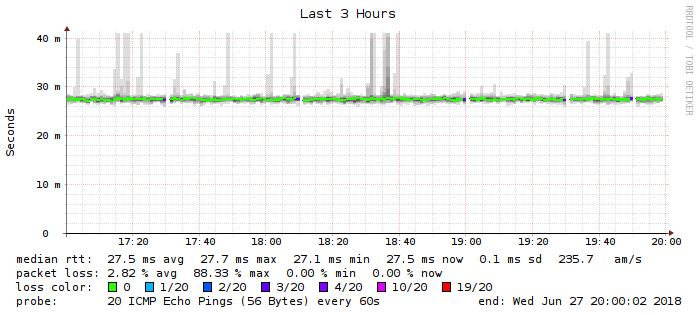 Last 3 Hours
RRDTOOL / TOBI OETIKER
Seconds
40 m
30 m
20 m
10 m
0
17:20 17:40 18:00 18:20 18:40 19:00 19:20 19:40 20:00
median rtt: 27.5 ms avg 27.7 ms max 27.1 ms min 27.5 ms now 0.1 ms sd 235.7 am/s
packet loss: 2.82 % avg 88.33 % max 0.00 % min 0.00 % now
loss color: 0 1/20 2/20 3/20 4/20 10/20 19/20
probe: 20 ICMP Echo Pings (56 Bytes) every 60s end: Wed Jun 27 20:00:02 2018